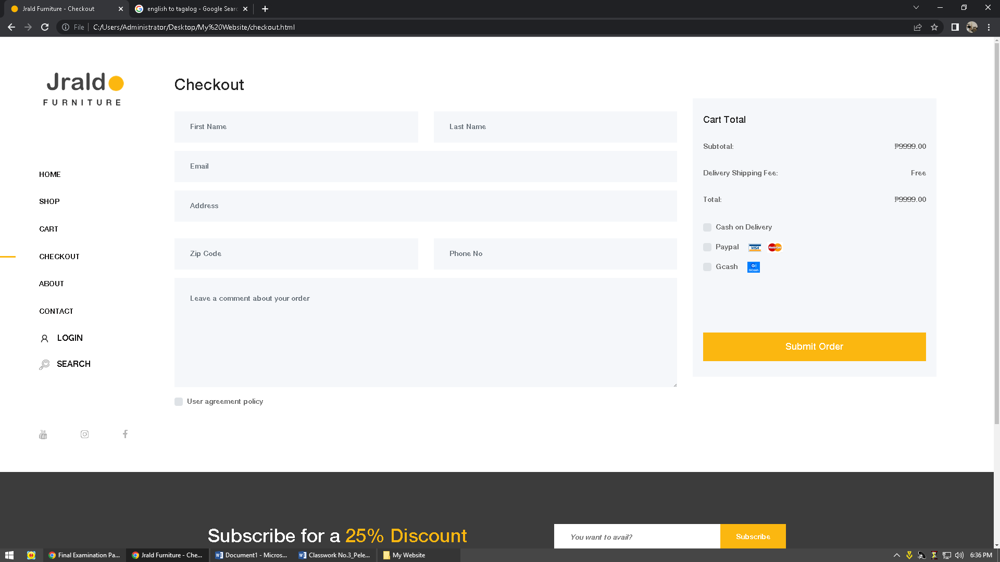 Jrald Furniture - Checkout
english to tagalog - Google Searc
File
C:/Users/Administrator/Desktop/My%20Website/checkout.html
Jrald
FURNITURE
HOME
SHOP
CART
CHECKOUT
ABOUT
CONTACT
LOGIN
SEARCH
Checkout
First Name
Last Name
Email
Address
Zip Code
Phone No
Leave a comment about your order
User agreement policy
Cart Total
Subtotal: ₱9999.00
Delivery Shipping Fee: Free
Total: ₱9999.00
Cash on Delivery
Paypal VISA MasterCard
Gcash GCash
Submit Order
You Tube
Subscribe for a 25% Discount
You want to avail?
Subscribe
Final Examination Pa...
Jrald Furniture - Che...
Document1 - Micros...
Classwork No.3_Pele...
My Website
6:36 PM